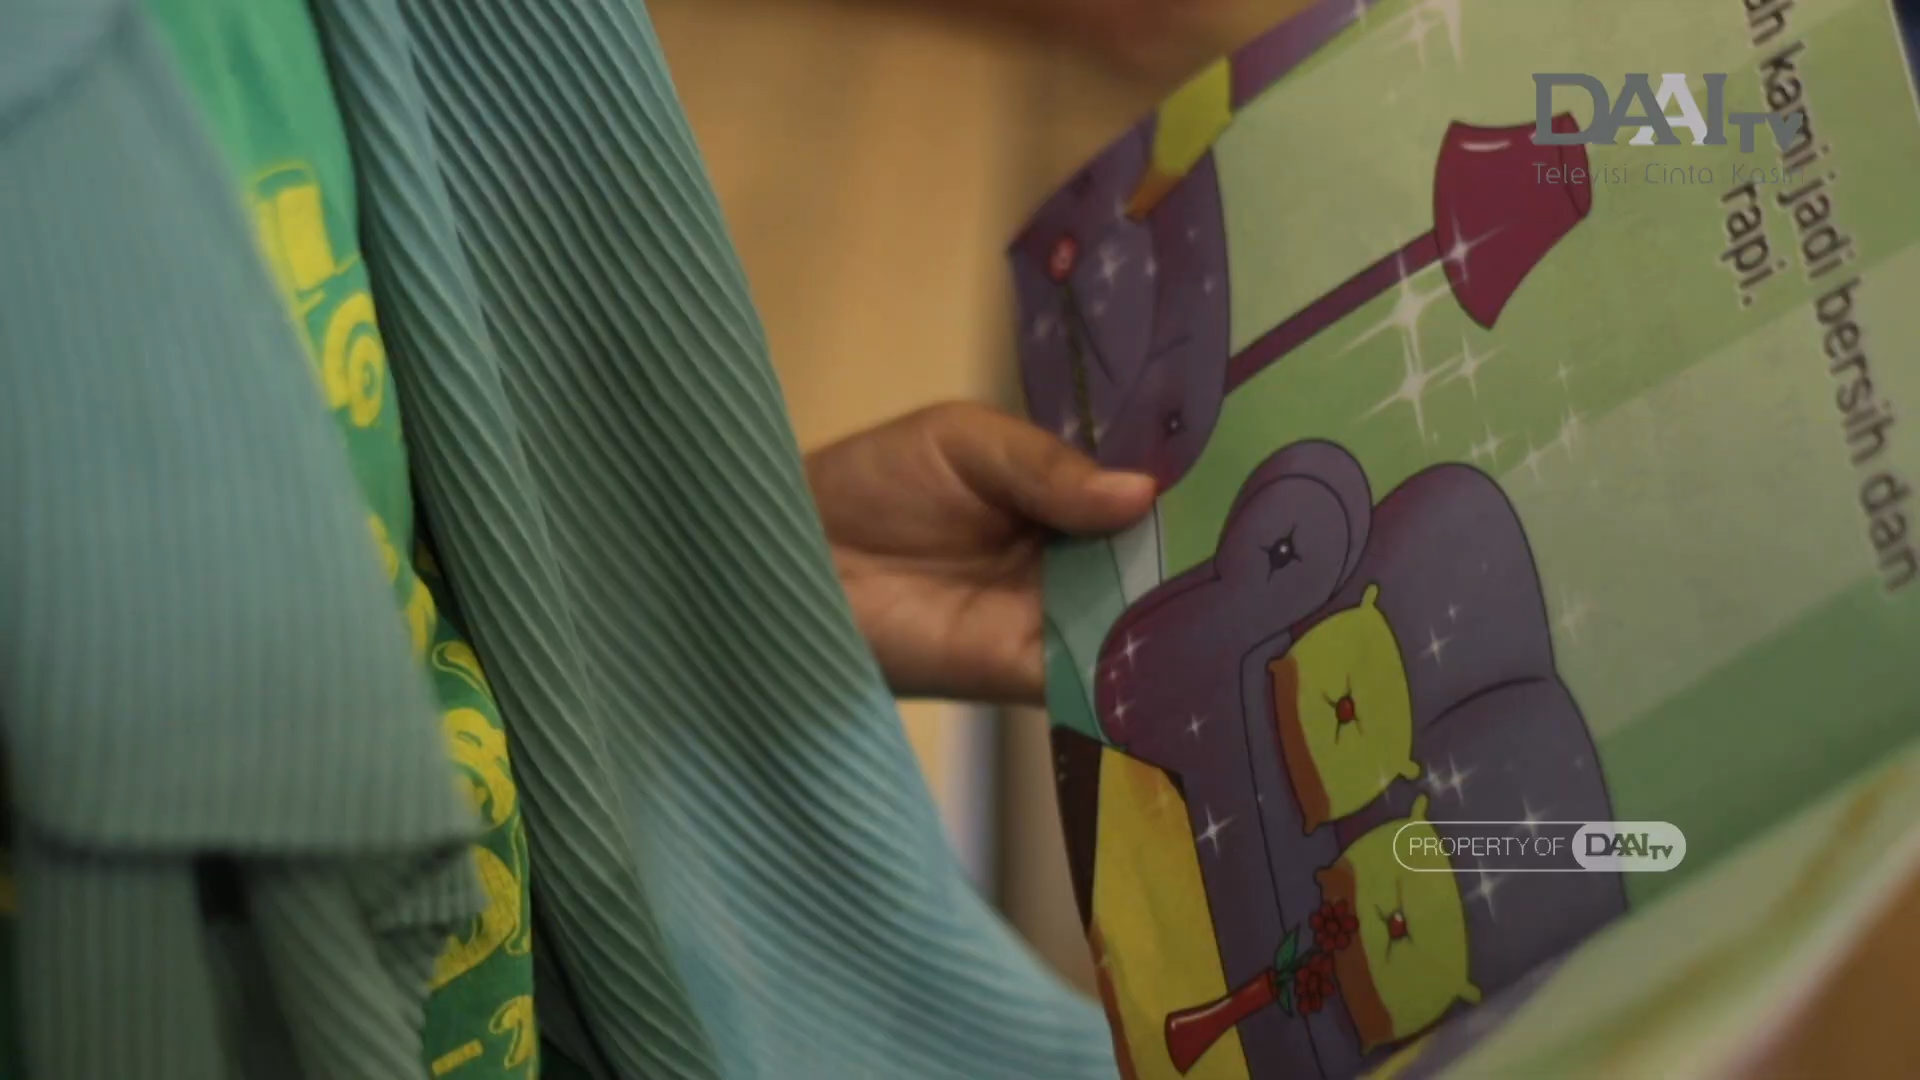 DAAITV
Televisi Cinta Kasih
ah kami jadi bersih dan
rapi.
PROPERTY OF DAAITV